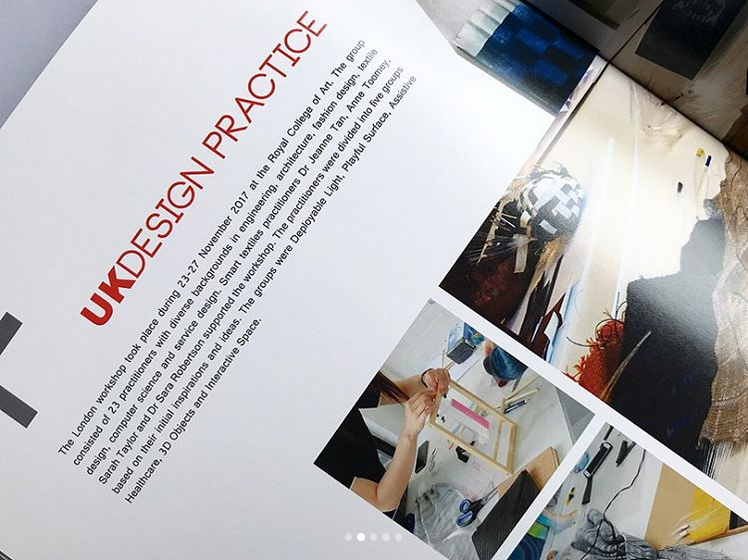 UKDESIGN PRACTICE
The London workshop took place during 23-27 November 2017 at the Royal College of Art. The group
consisted of 23 practitioners with diverse backgrounds in engineering, architecture, fashion design, textile
design, computer science and service design. Smart textiles practitioners Dr Jeanne Tan, Anne Toomey,
Sarah Taylor and Dr Sara Robertson supported the workshop. The practitioners were divided into five groups
based on their initial inspirations and ideas. The groups were Deployable Light, Playful Surface, Assistive
Healthcare, 3D Objects and Interactive Space.